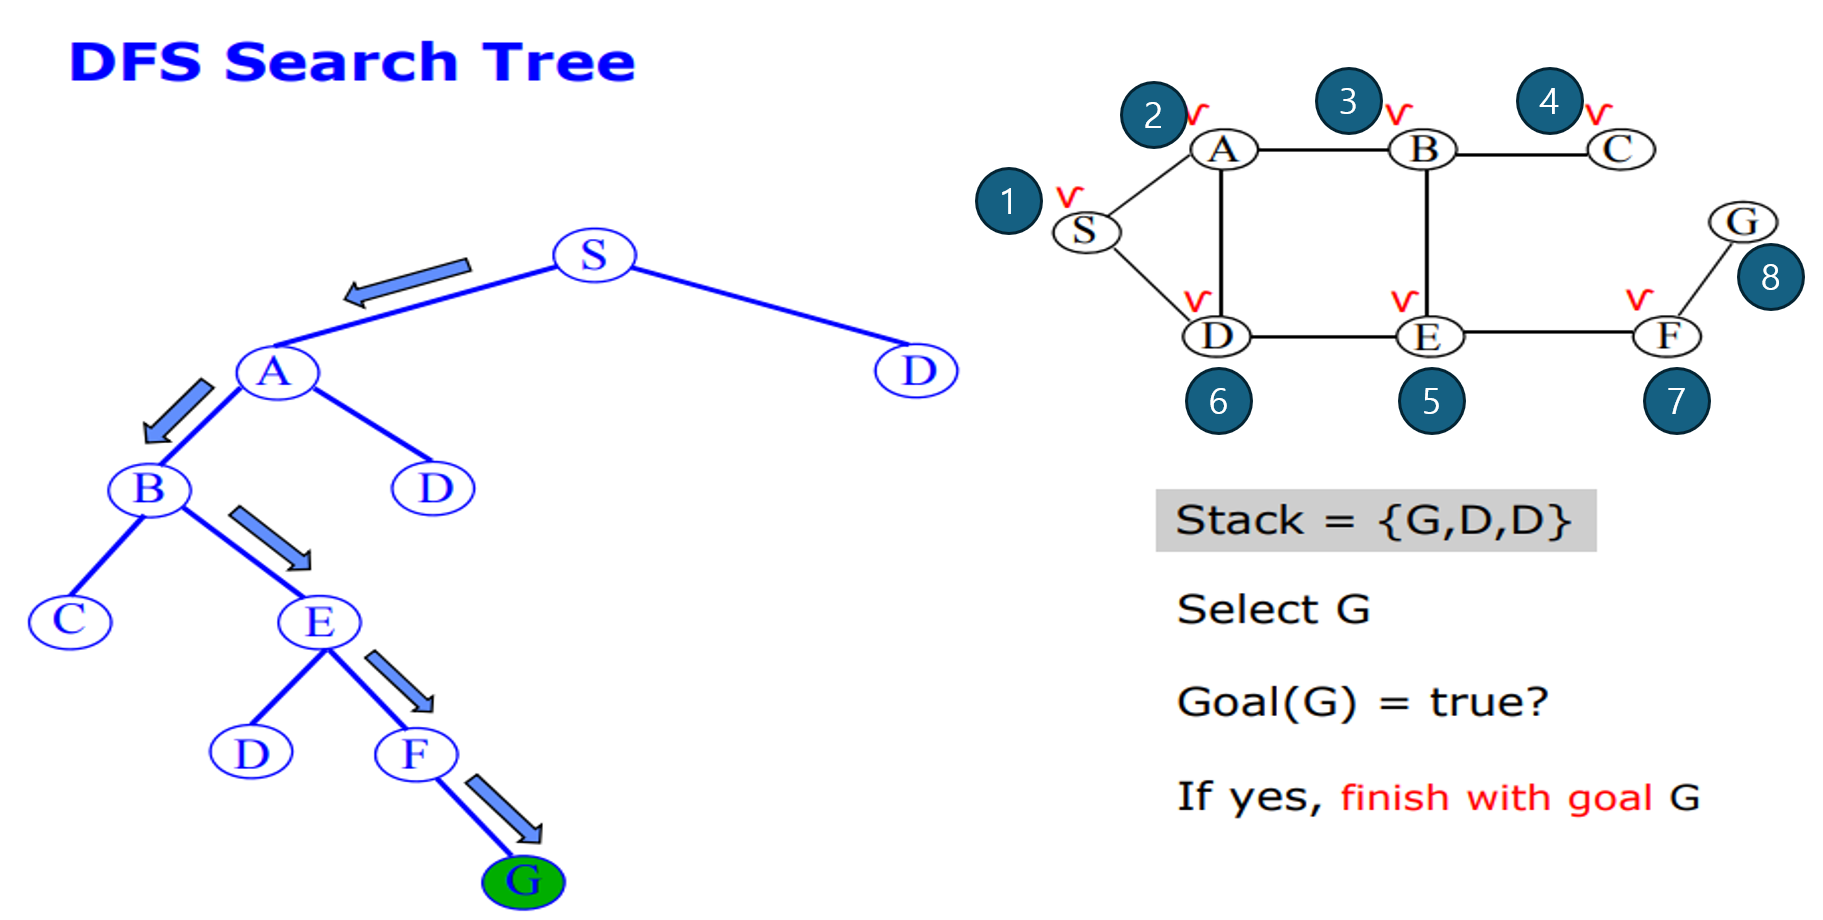 DFS Search Tree
S
A
D
B
D
C
E
D
F
G
2
3
4
A
B
C
1
S
G
8
D
E
F
6
5
7
Stack = {G,D,D}
Select G
Goal(G) = true?
If yes, finish with goal G